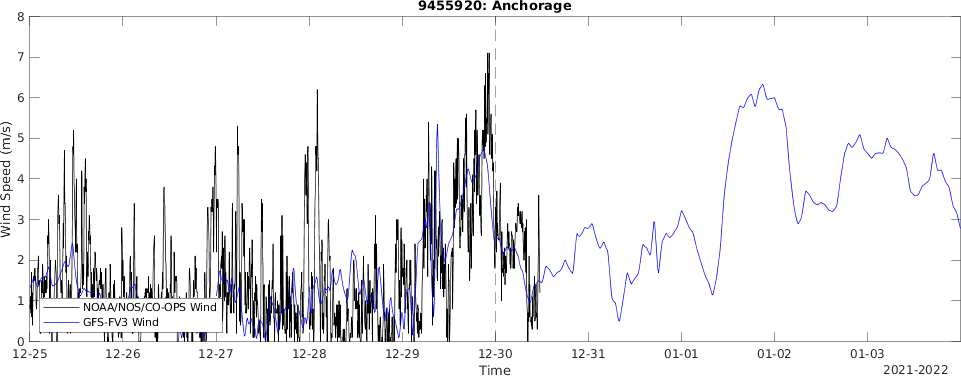 9455920: Anchorage
8
7
6
5
4
3
2
1
0
Wind Speed (m/s)
NOAA/NOS/CO-OPS Wind
GFS-FV3 Wind
12-25 12-26 12-27 12-28 12-29 12-30 12-31 01-01 01-02 01-03
Time
2021-2022